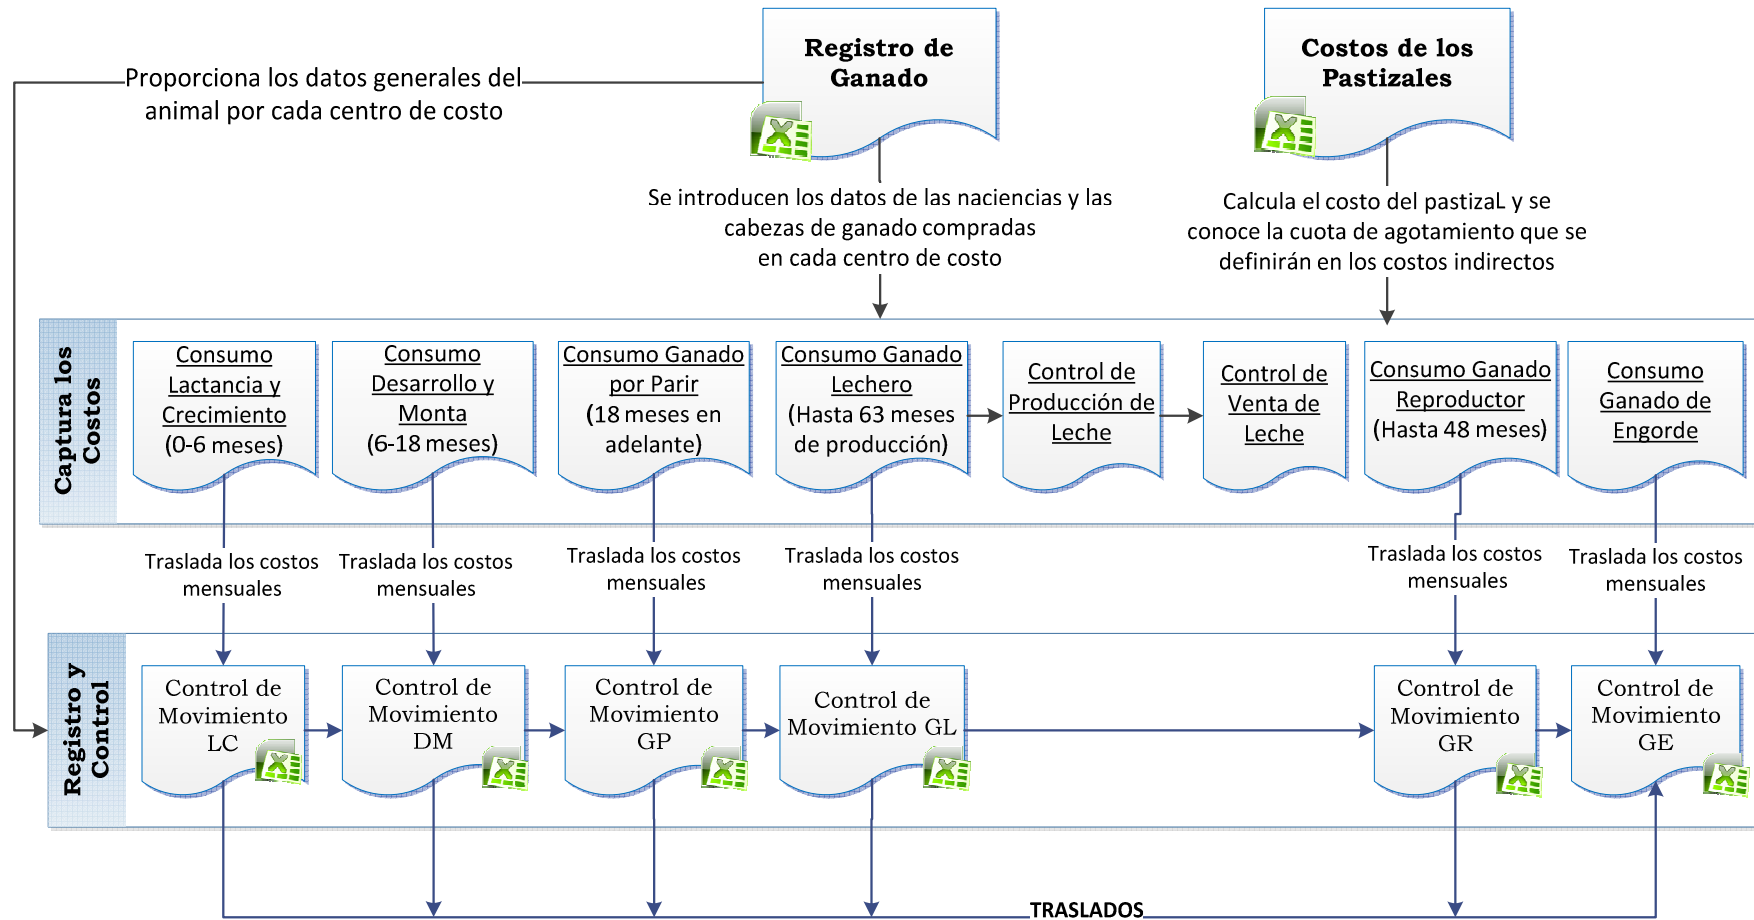 Registro de
Ganado
Costos de los
Pastizales
Proporciona los datos generales del
animal por cada centro de costo
Se introducen los datos de las naciencias y las
cabezas de ganado compradas
en cada centro de costo
Calcula el costo del pastizaL y se
conoce la cuota de agotamiento que se
definirán en los costos indirectos
Captura los
Costos
Consumo
Lactancia y
Crecimiento
(0-6 meses)
Consumo
Desarrollo y
Monta
(6-18 meses)
Consumo Ganado
por Parir
(18 meses en
adelante)
Consumo Ganado
Lechero
(Hasta 63 meses
de producción)
Control de
Producción de
Leche
Control de
Venta de
Leche
Consumo Ganado
Reproductor
(Hasta 48 meses)
Consumo
Ganado de
Engorde
Traslada los costos
mensuales
Traslada los costos
mensuales
Traslada los costos
mensuales
Traslada los costos
mensuales
Traslada los costos
mensuales
Traslada los costos
mensuales
Registro y
Control
Control de
Movimiento
LC
Control de
Movimiento
DM
Control de
Movimiento
GP
Control de
Movimiento GL
Control de
Movimiento
GR
Control de
Movimiento
GE
TRASLADOS